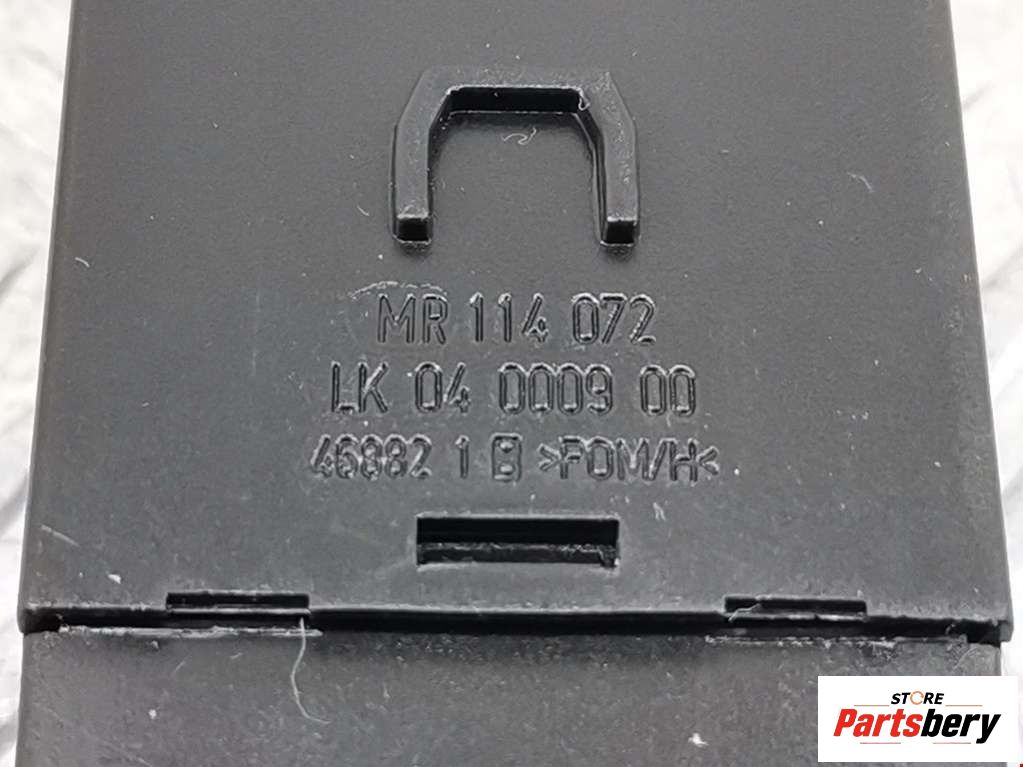 MR 114 072
LK 04 0009 00
46882 1 B >POM/H<
STORE
Partsbery